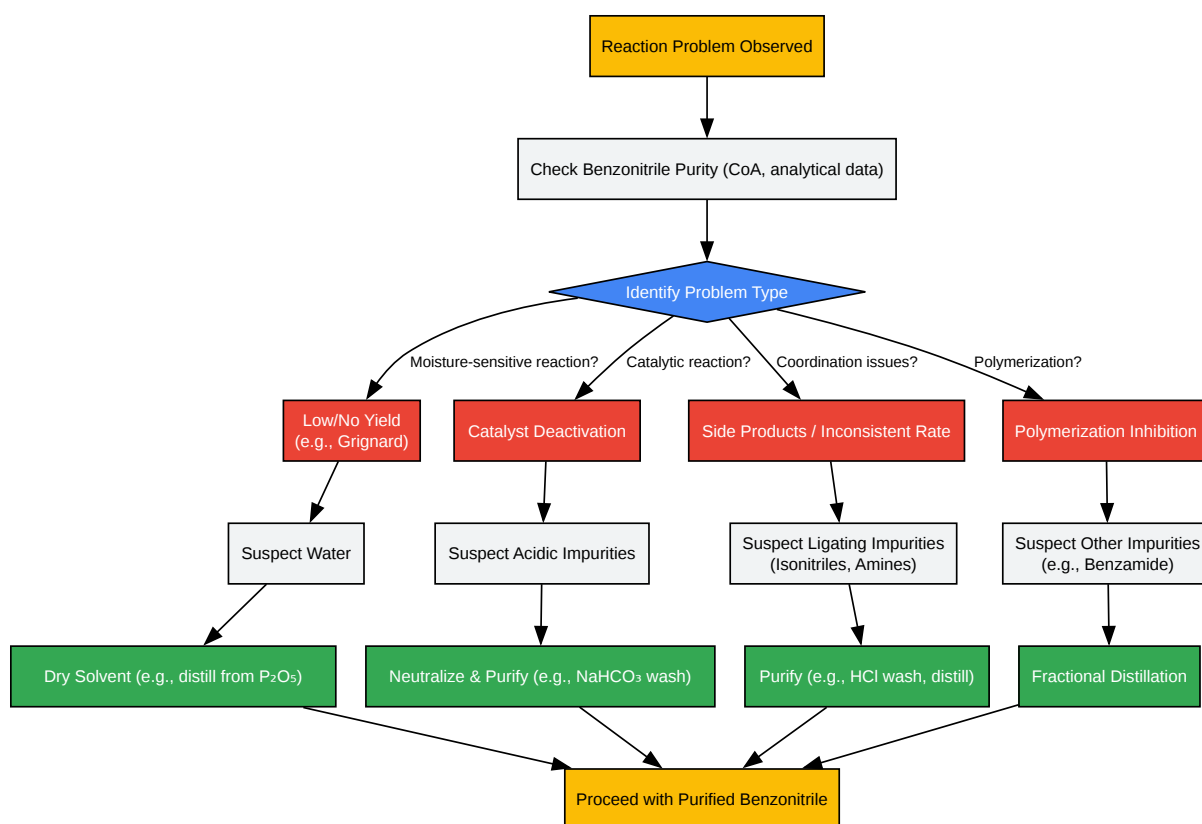 Reaction Problem Observed
Check Benzonitrile Purity (CoA, analytical data)
Identify Problem Type
Moisture-sensitive reaction?
Catalytic reaction?
Coordination issues?
Polymerization?
Low/No Yield
(e.g., Grignard)
Catalyst Deactivation
Side Products / Inconsistent Rate
Polymerization Inhibition
Suspect Water
Suspect Acidic Impurities
Suspect Ligating Impurities
(Isonitriles, Amines)
Suspect Other Impurities
(e.g., Benzamide)
Dry Solvent (e.g., distill from P₂O₅)
Neutralize & Purify (e.g., NaHCO₃ wash)
Purify (e.g., HCl wash, distill)
Fractional Distillation
Proceed with Purified Benzonitrile